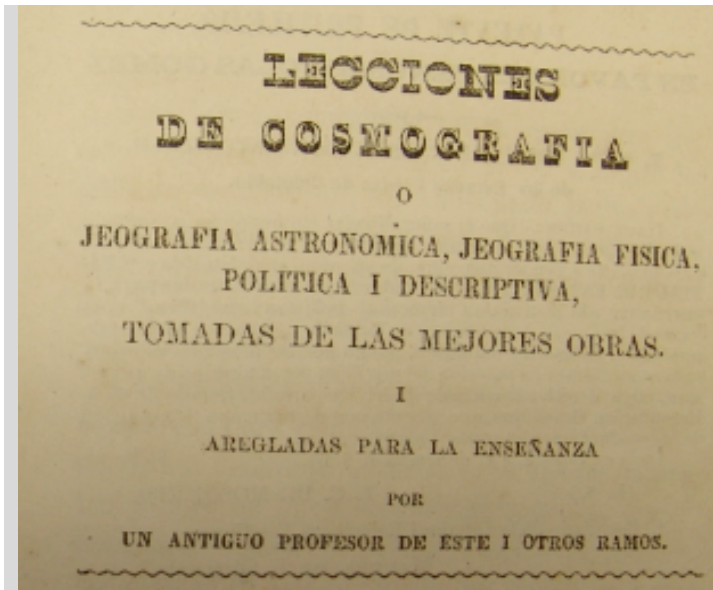 LECCIONES
DE COSMOGRAFIA
O
JEOGRAFIA ASTRONOMICA, JEOGRAFIA FISICA,
POLITICA I DESCRIPTIVA,
TOMADAS DE LAS MEJORES OBRAS.
I
AREGLADAS PARA LA ENSEÑANZA
POR
UN ANTIGUO PROFESOR DE ESTE I OTROS RAMOS.